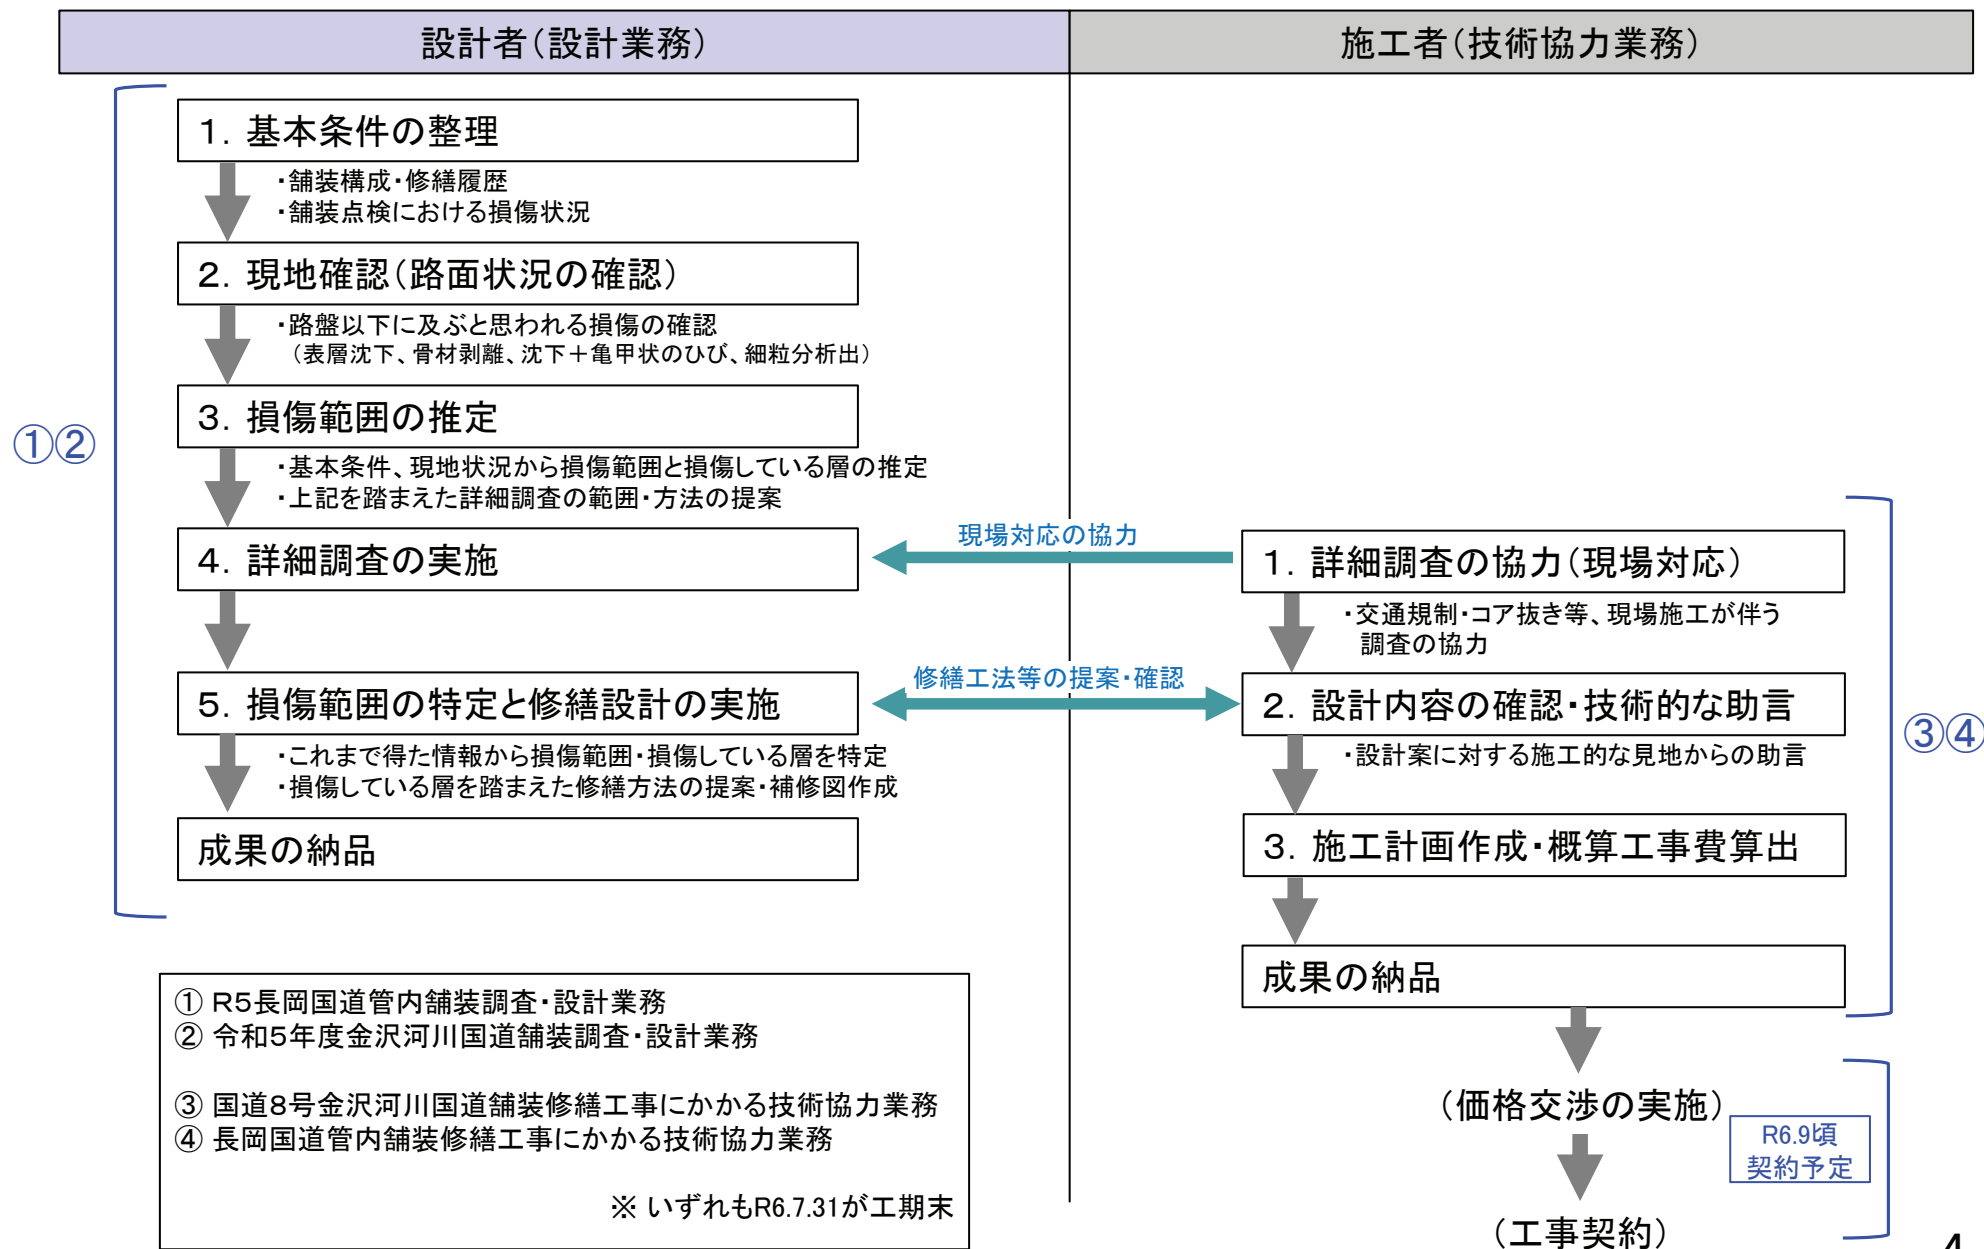 設計者(設計業務)
施工者(技術協力業務)
①②
1. 基本条件の整理
・舗装構成・修繕履歴
・舗装点検における損傷状況
2. 現地確認(路面状況の確認)
・路盤以下に及ぶと思われる損傷の確認
(表層沈下、骨材剥離、沈下+亀甲状のひび、細粒分析出)
3. 損傷範囲の推定
・基本条件、現地状況から損傷範囲と損傷している層の推定
・上記を踏まえた詳細調査の範囲・方法の提案
4. 詳細調査の実施
5. 損傷範囲の特定と修繕設計の実施
・これまで得た情報から損傷範囲・損傷している層を特定
・損傷している層を踏まえた修繕方法の提案・補修図作成
成果の納品
現場対応の協力
修繕工法等の提案・確認
1. 詳細調査の協力(現場対応)
・交通規制・コア抜き等、現場施工が伴う
調査の協力
2. 設計内容の確認・技術的な助言
・設計案に対する施工的な見地からの助言
3. 施工計画作成・概算工事費算出
成果の納品
③④
(価格交渉の実施)
R6.9頃
契約予定
(工事契約)
① R5長岡国道管内舗装調査・設計業務
② 令和5年度金沢河川国道舗装調査・設計業務
③ 国道8号金沢河川国道舗装修繕工事にかかる技術協力業務
④ 長岡国道管内舗装修繕工事にかかる技術協力業務
※ いずれもR6.7.31が工期末
4